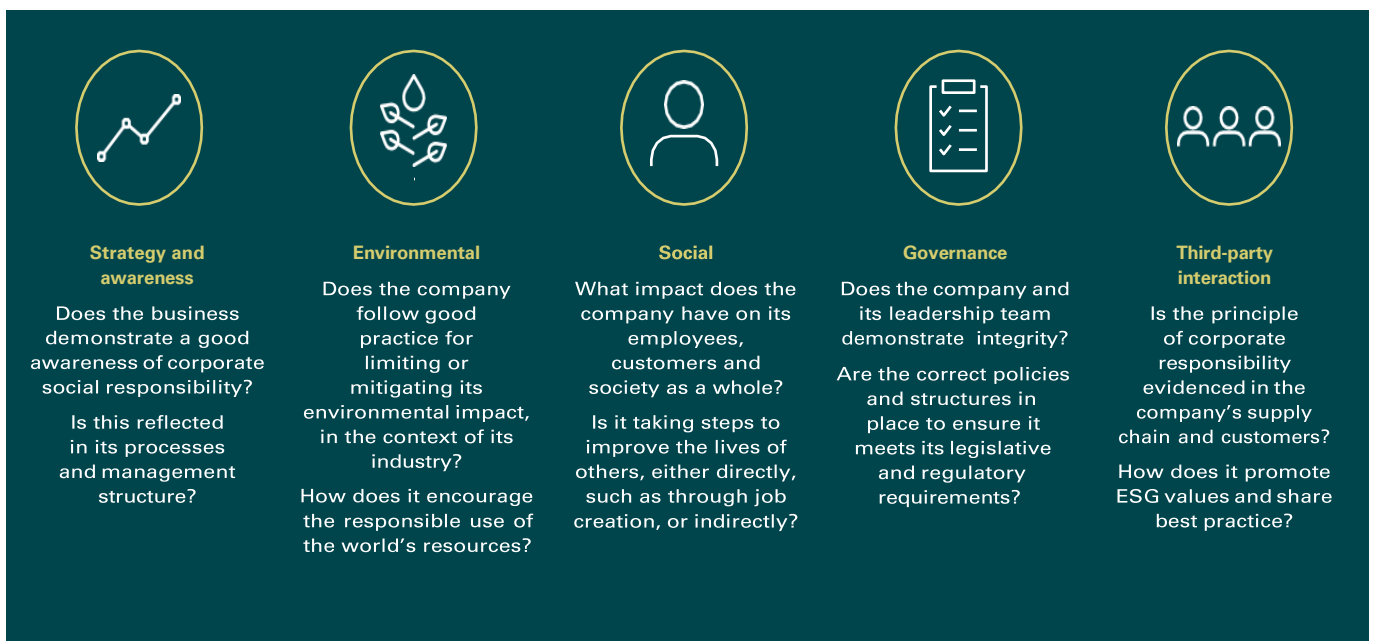 Strategy and
awareness
Does the business
demonstrate a good
awareness of corporate
social responsibility?
Is this reflected
in its processes
and management
structure?
Environmental
Does the company
follow good
practice for
limiting or
mitigating its
environmental impact,
in the context of its
industry?
How does it encourage
the responsible use of
the world's resources?
Social
What impact does the
company have on its
employees,
customers and
society as a whole?
Is it taking steps to
improve the lives of
others, either directly,
such as through job
creation, or indirectly?
Governance
Does the company and
its leadership team
demonstrate integrity?
Are the correct policies
and structures in
place to ensure it
meets its legislative
and regulatory
requirements?
Third-party
interaction
Is the principle
of corporate
responsibility
evidenced in the
company's supply
chain and customers?
How does it promote
ESG values and share
best practice?